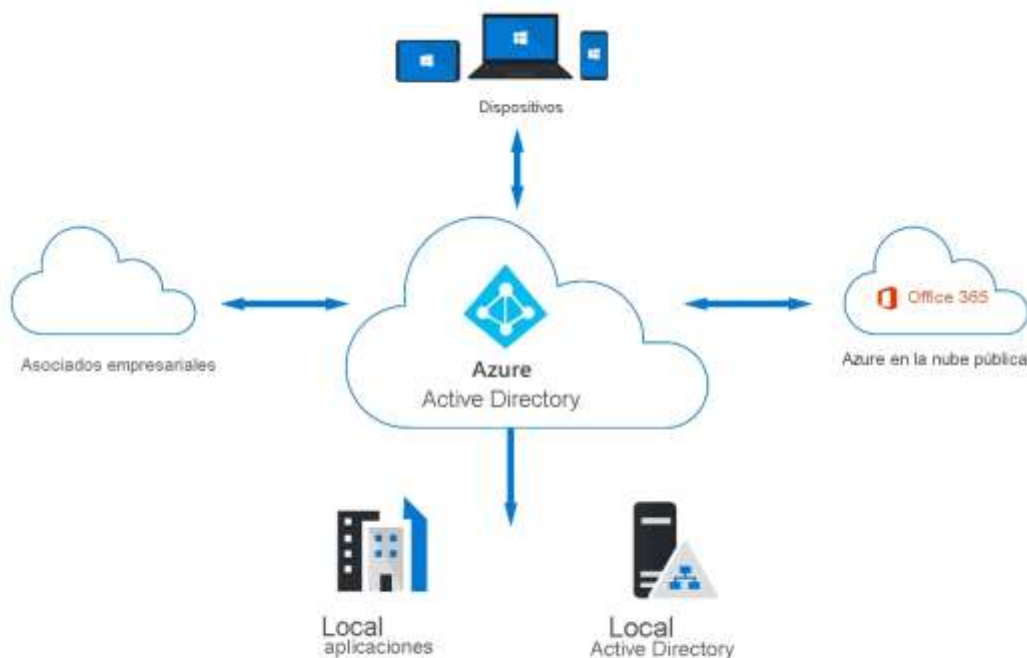 Dispositivos
Office 365
Asociados empresariales
Azure en la nube pública
Azure
Active Directory
Local
aplicaciones
Local
Active Directory